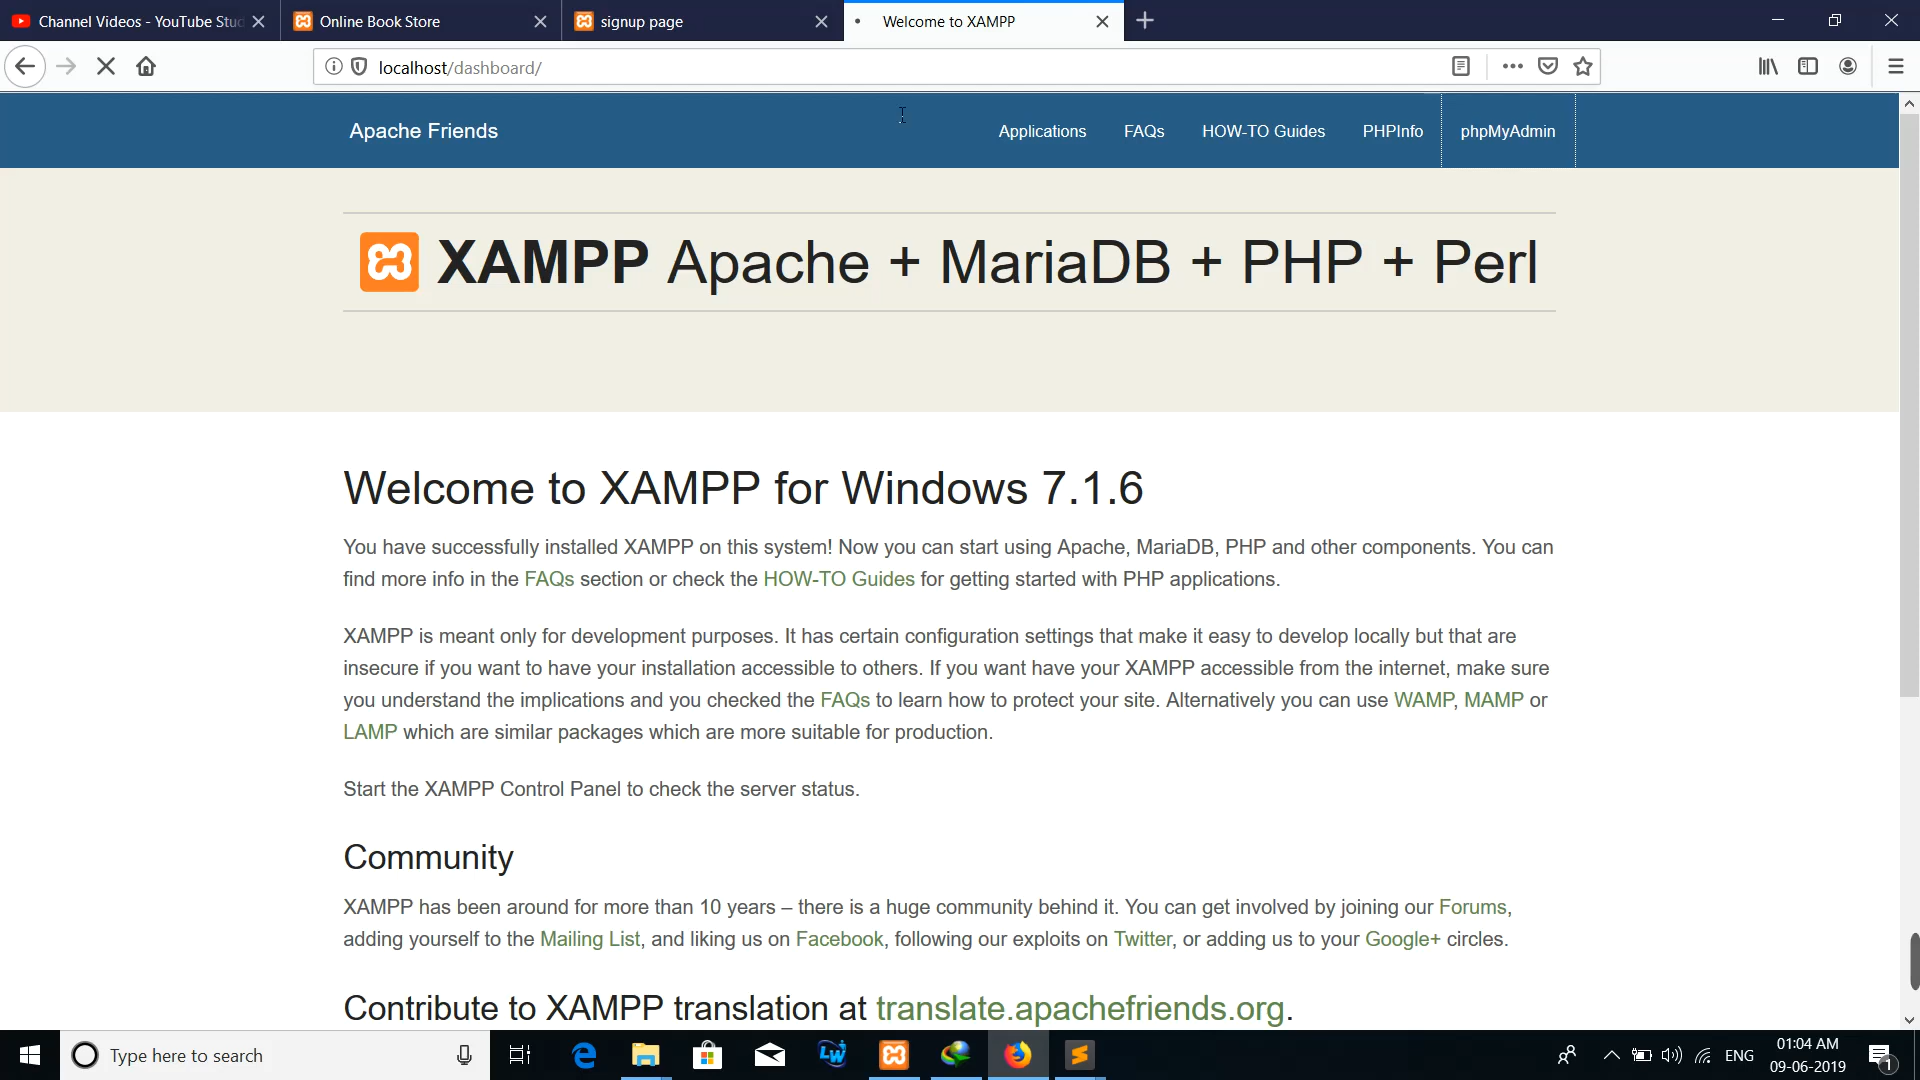 Channel Videos - YouTube Stu
Online Book Store
signup page
Welcome to XAMPP
localhost/dashboard/
Apache Friends
Applications
FAQs
HOW-TO Guides
PHPInfo
phpMyAdmin
XAMPP Apache + MariaDB + PHP + Perl
Welcome to XAMPP for Windows 7.1.6
You have successfully installed XAMPP on this system! Now you can start using Apache, MariaDB, PHP and other components. You can
find more info in the FAQs section or check the HOW-TO Guides for getting started with PHP applications.
XAMPP is meant only for development purposes. It has certain configuration settings that make it easy to develop locally but that are
insecure if you want to have your installation accessible to others. If you want have your XAMPP accessible from the internet, make sure
you understand the implications and you checked the FAQs to learn how to protect your site. Alternatively you can use WAMP, MAMP or
LAMP which are similar packages which are more suitable for production.
Start the XAMPP Control Panel to check the server status.
Community
XAMPP has been around for more than 10 years – there is a huge community behind it. You can get involved by joining our Forums,
adding yourself to the Mailing List, and liking us on Facebook, following our exploits on Twitter, or adding us to your Google+ circles.
Contribute to XAMPP translation at translate.apachefriends.org.
Type here to search
LW
ENG
01:04 AM
09-06-2019
1